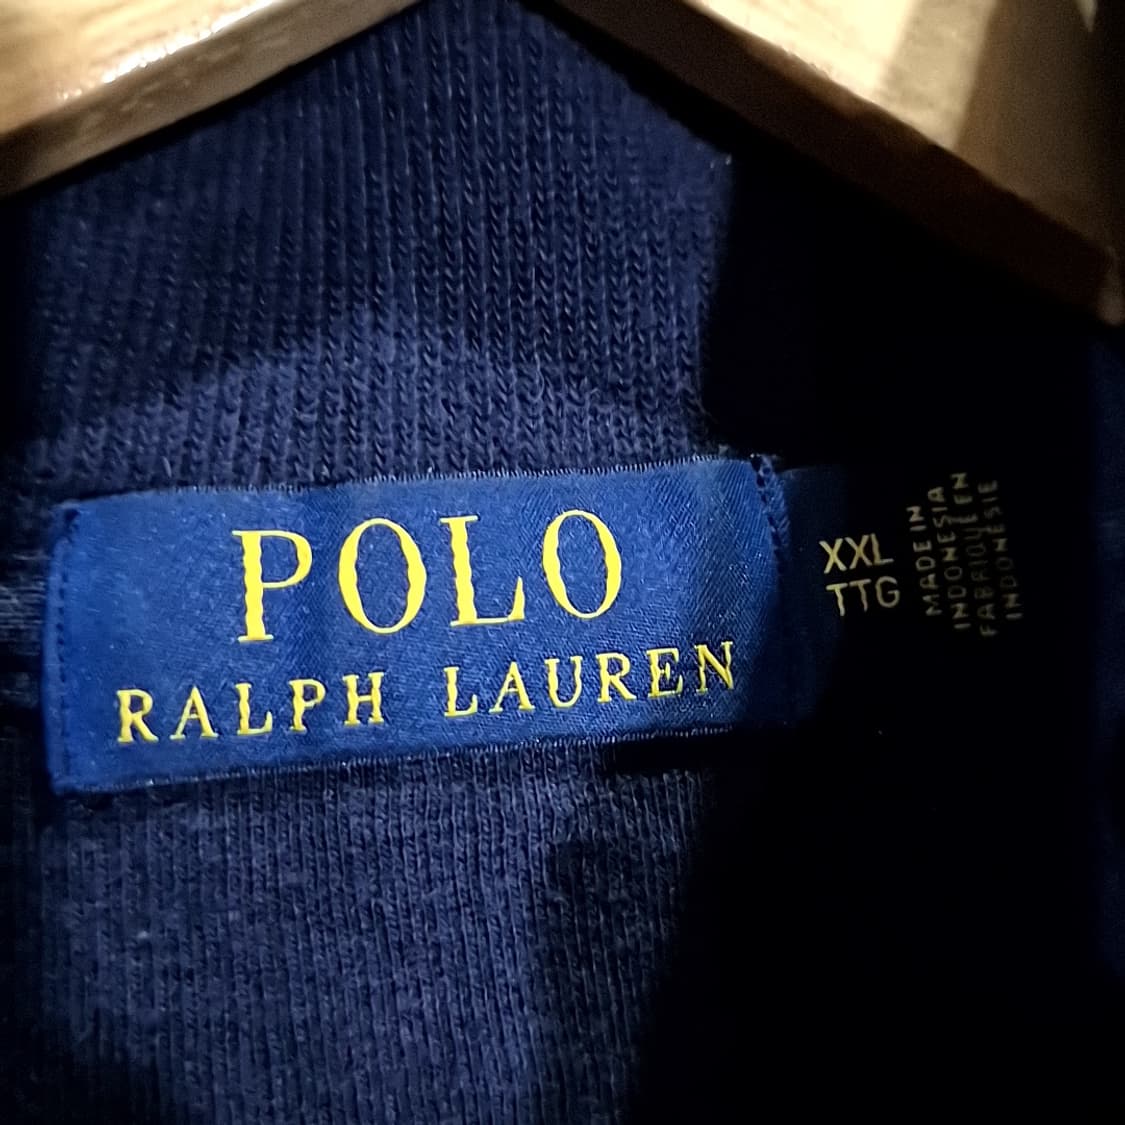 POLO
RALPH LAUREN
XXL
TTG
MADE IN
INDONESIA
FABRIQUÉ EN
INDONÉSIE